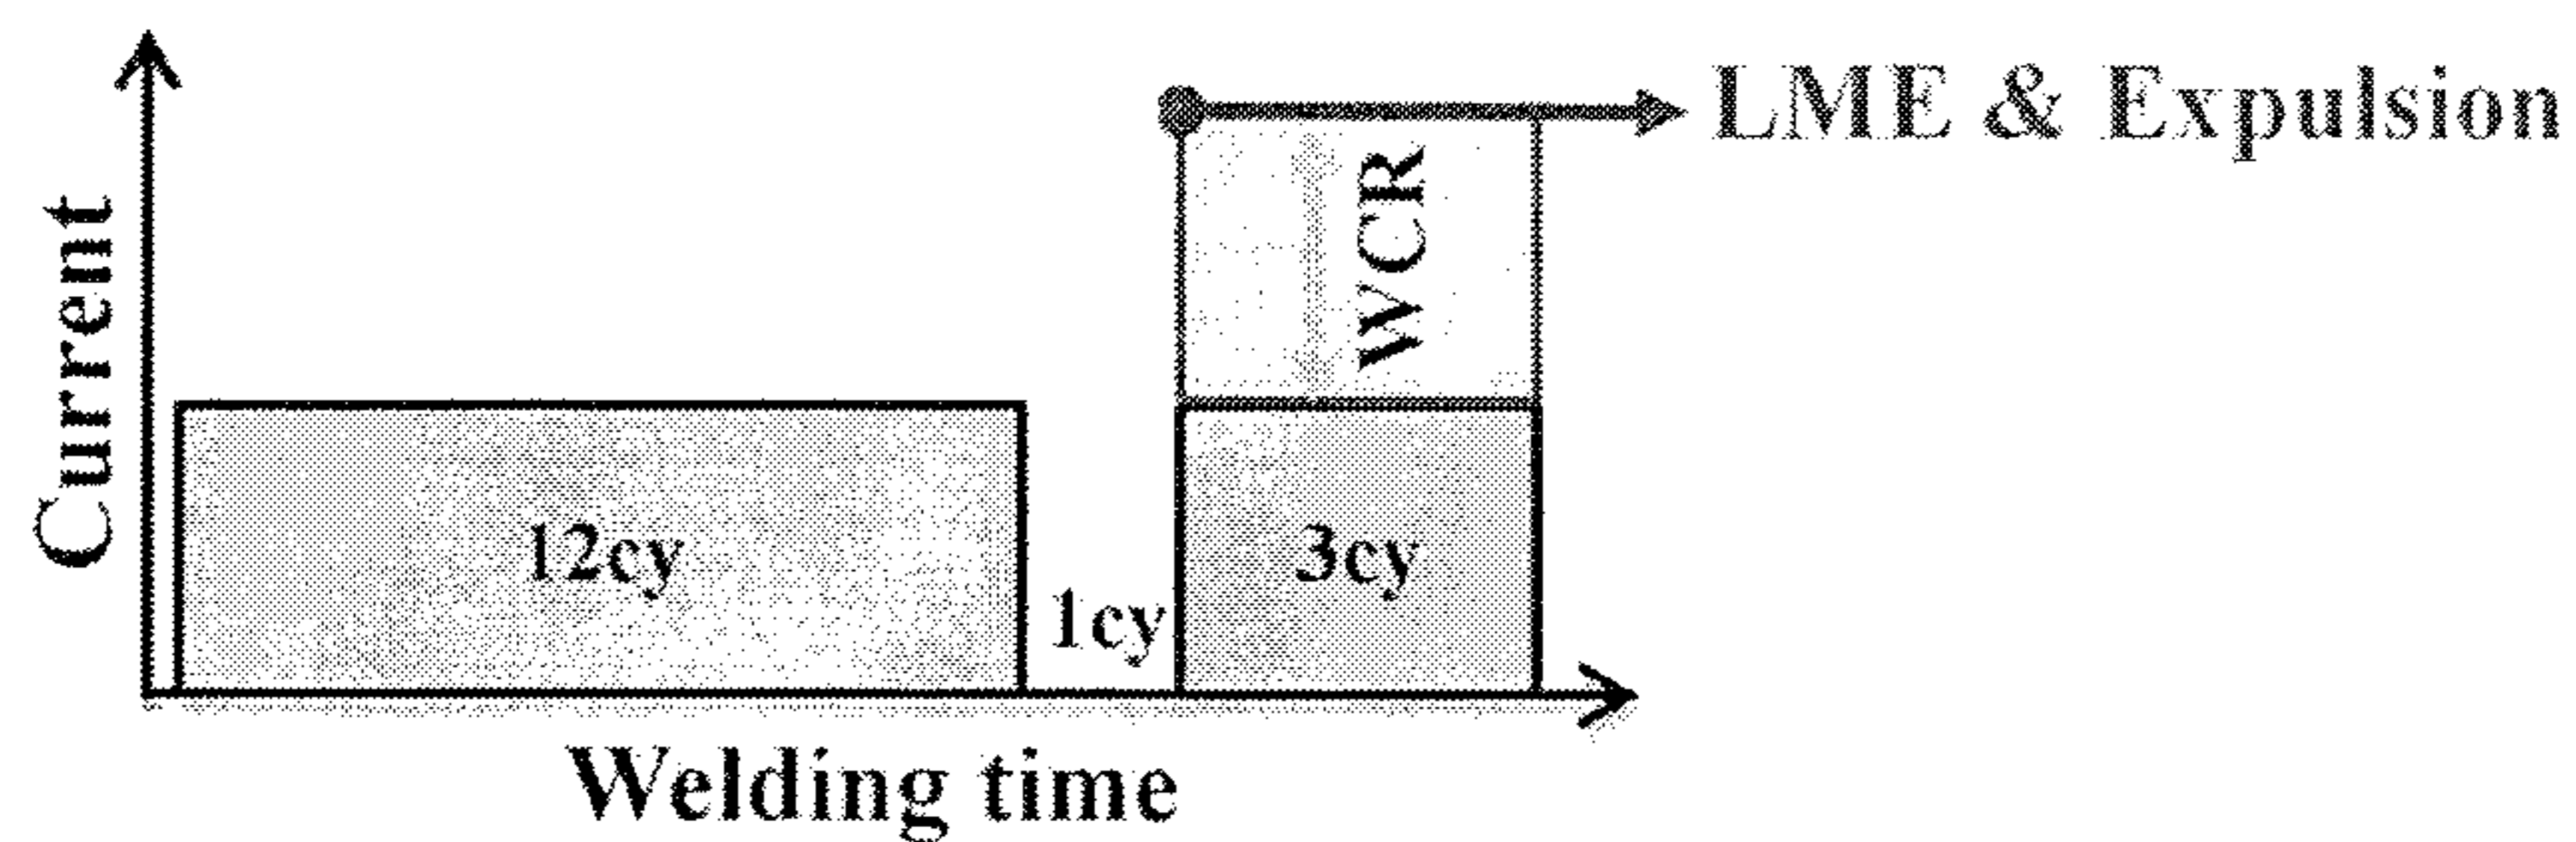 LME & Expulsion
WCR
Current
12cy
1cy
3cy
Welding time